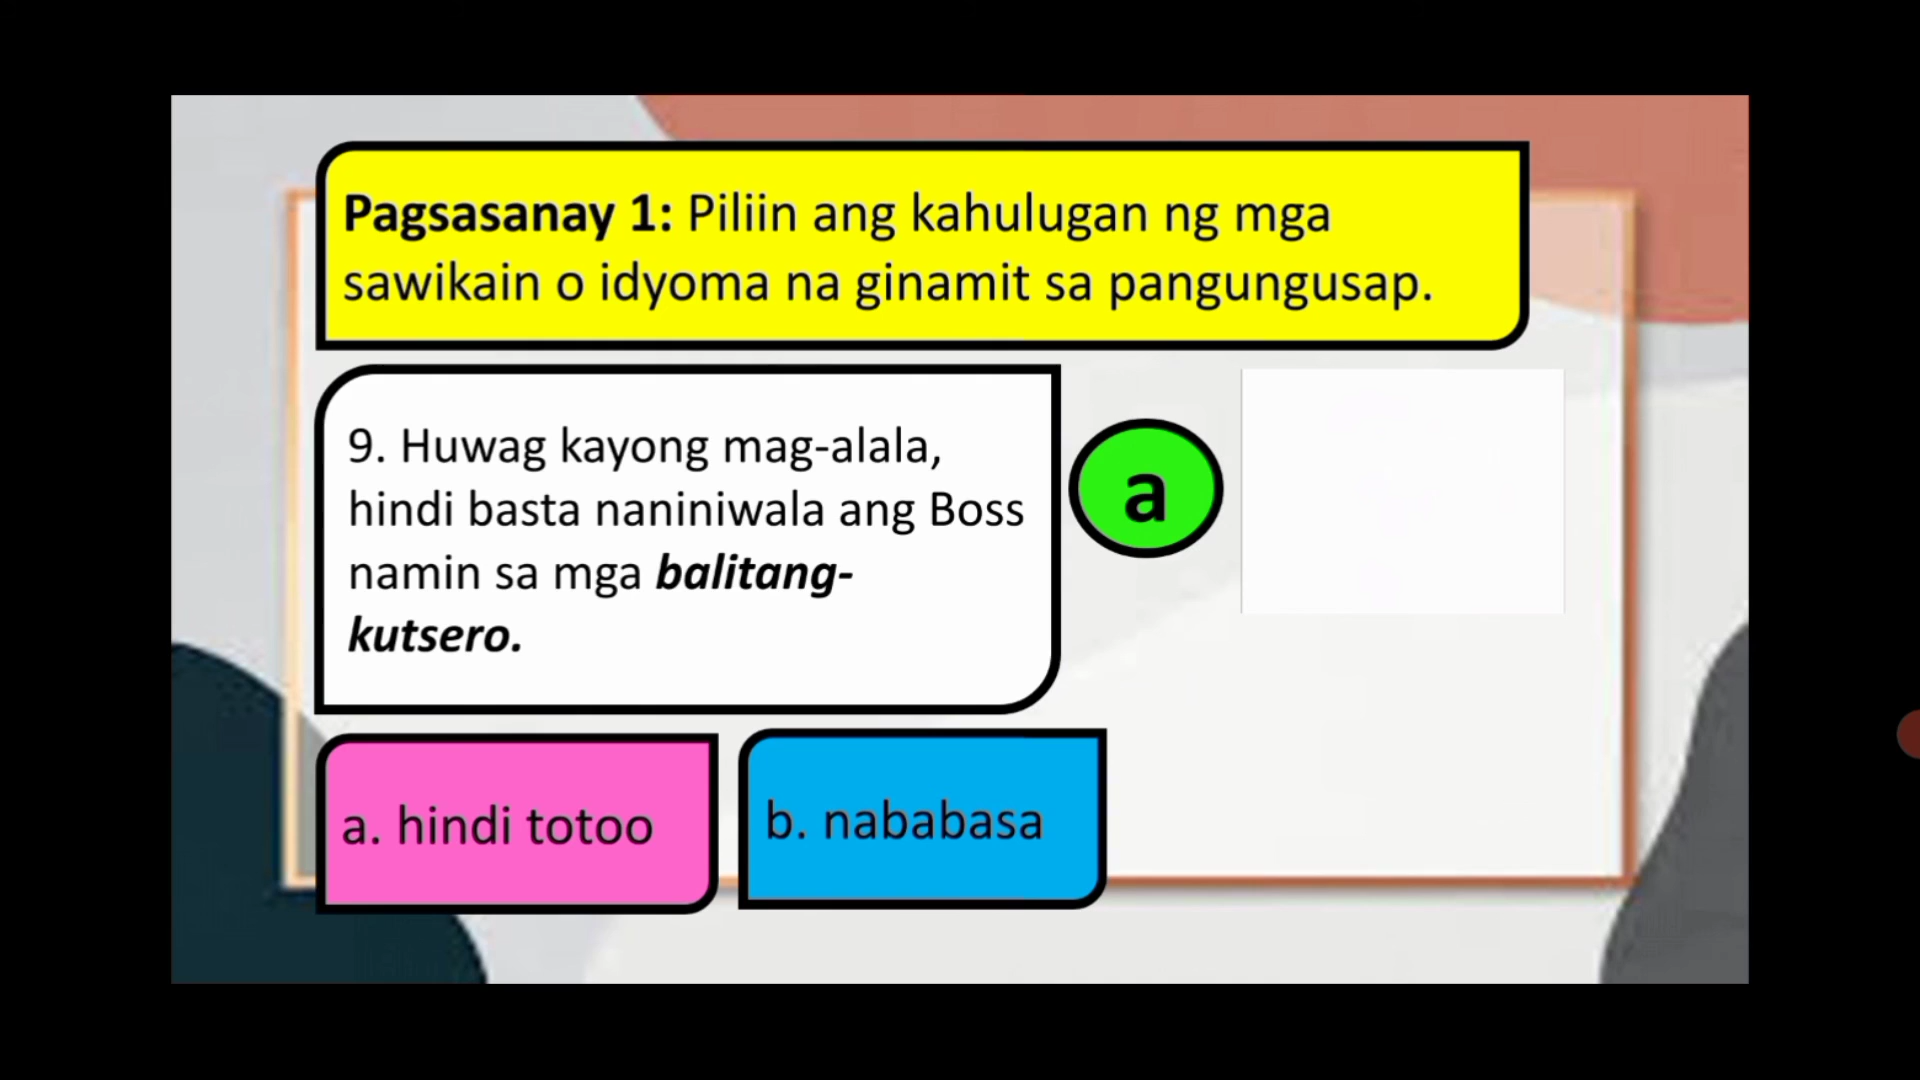 Pagsasanay 1: Piliin ang kahulugan ng mga
sawikain o idyoma na ginamit sa pangungusap.
9. Huwag kayong mag-alala,
hindi basta naniniwala ang Boss
namin sa mga balitang-
kutsero.
a
a. hindi totoo
b. nababasa